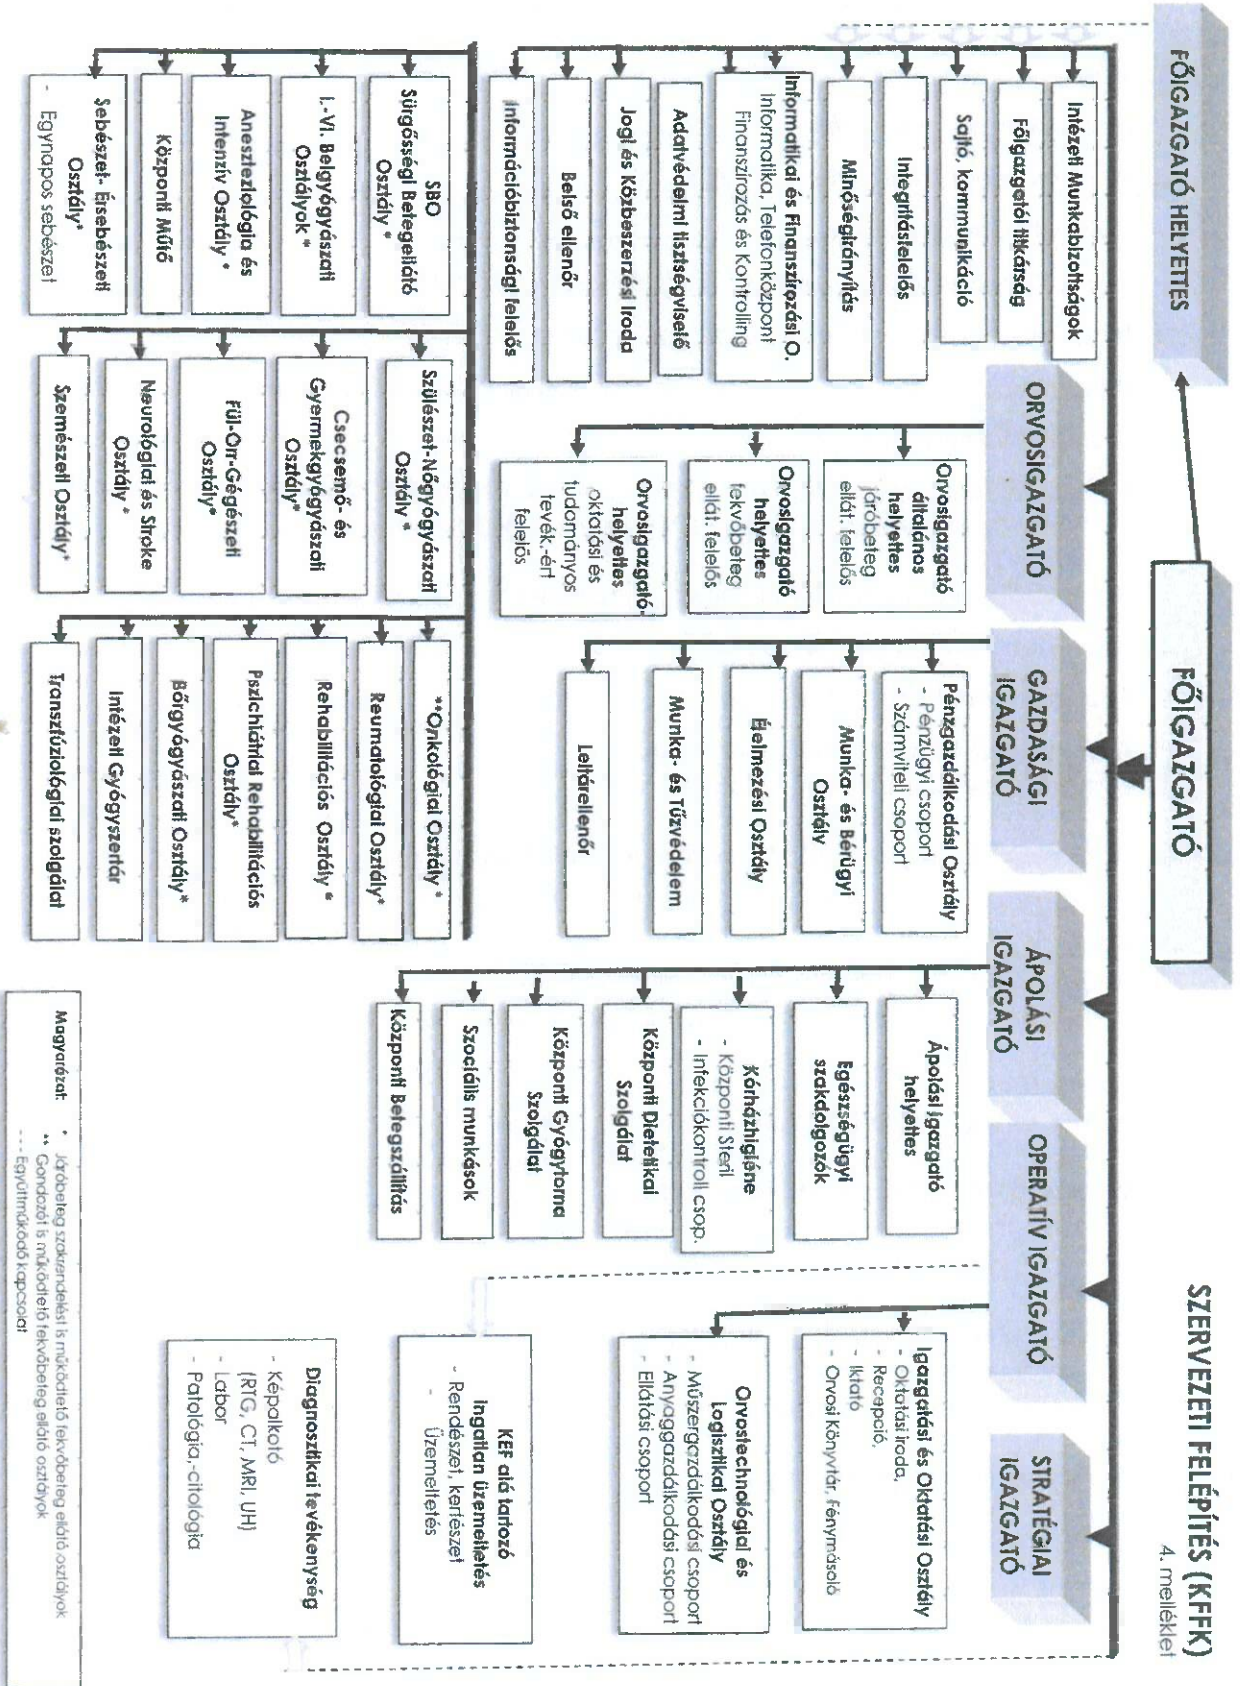 SZERVEZETI FELÉPÍTÉS (KFFK)
4. melléklet
FŐIGAZGATÓ
FŐIGAZGATÓ HELYETTES
ORVOSIGAZGATÓ
GAZDASÁGI
IGAZGATÓ
ÁPOLÁSI
IGAZGATÓ
OPERATÍV IGAZGATÓ
STRATÉGIAI
IGAZGATÓ
Intézeti Munkabizottságok
Főigazgatói titkárság
Sajtó, kommunikáció
Integritásfelelős
Minőségirányítás
Informatikai és Finanszírozási O.
Informatika, Telefonközpont
Finanszírozás és Kontrolling
Adatvédelmi tisztségviselő
Jogi és Közbeszerzési Iroda
Belső ellenőr
Információbiztonsági felelős
Orvosigazgató
általános
helyettes
járóbeteg
ellát. felelős
Orvosigazgató
helyettes
fekvőbeteg
ellát. felelős
Orvosigazgató-
helyettes
oktatási és
tudományos
tevék.-ért
felelős
Pénzgazdálkodási Osztály
- Pénzügyi csoport
- Számviteli csoport
Munka- és Bérügyi
Osztály
Élelmezési Osztály
Munka- és Tűzvédelem
Leltárellenőr
Ápolási igazgató
helyettes
Egészségügyi
szakdolgozók
Kórházhigiéne
- Központi Steril
- Infekciókontroll csop.
Központi Dietetikai
Szolgálat
Központi Gyógytorna
Szolgálat
Szociális munkások
Központi Betegszállítás
Igazgatási és Oktatási Osztály
- Oktatási iroda,
- Recepció,
- Iktató
- Orvosi Könyvtár, Fénymásoló
Orvostechnológiai és
Logisztikai Osztály
- Műszergazdálkodási csoport
- Anyaggazdálkodási csoport
- Ellátási csoport
KEF alá tartozó
Ingatlan üzemeltetés
- Rendészet, kertészet
-
Üzemeltetés
Diagnosztikai tevékenység
- Képalkotó
(RTG, CT, MRI, UH)
- Labor
- Patológia,-citológia
SBO
Sürgősségi Betegellátó
Osztály *
I.-VI. Belgyógyászati
Osztályok *
Aneszteziológia és
Intenzív Osztály *
Központi Műtő
Sebészet- Érsebészeti
Osztály*
- Egynapos sebészet
Szülészet-Nőgyógyászati
Osztály *
Csecsemő- és
Gyermekgyógyászati
Osztály*
Fül-Orr-Gégészeti
Osztály*
Neurológiai és Stroke
Osztály *
Szemészeti Osztály*
**Onkológiai Osztály *
Reumatológiai Osztály*
Rehabilitációs Osztály *
Pszichiátriai Rehabilitációs
Osztály*
Bőrgyógyászati Osztály*
Intézeti Gyógyszertár
Transzfúziológiai szolgálat
Magyarázat:
* Járóbeteg szakrendelést is működtető fekvőbeteg ellátó osztályok
** Gondozót is működtető fekvőbeteg ellátó osztályok
- - - Együttműködő kapcsolat